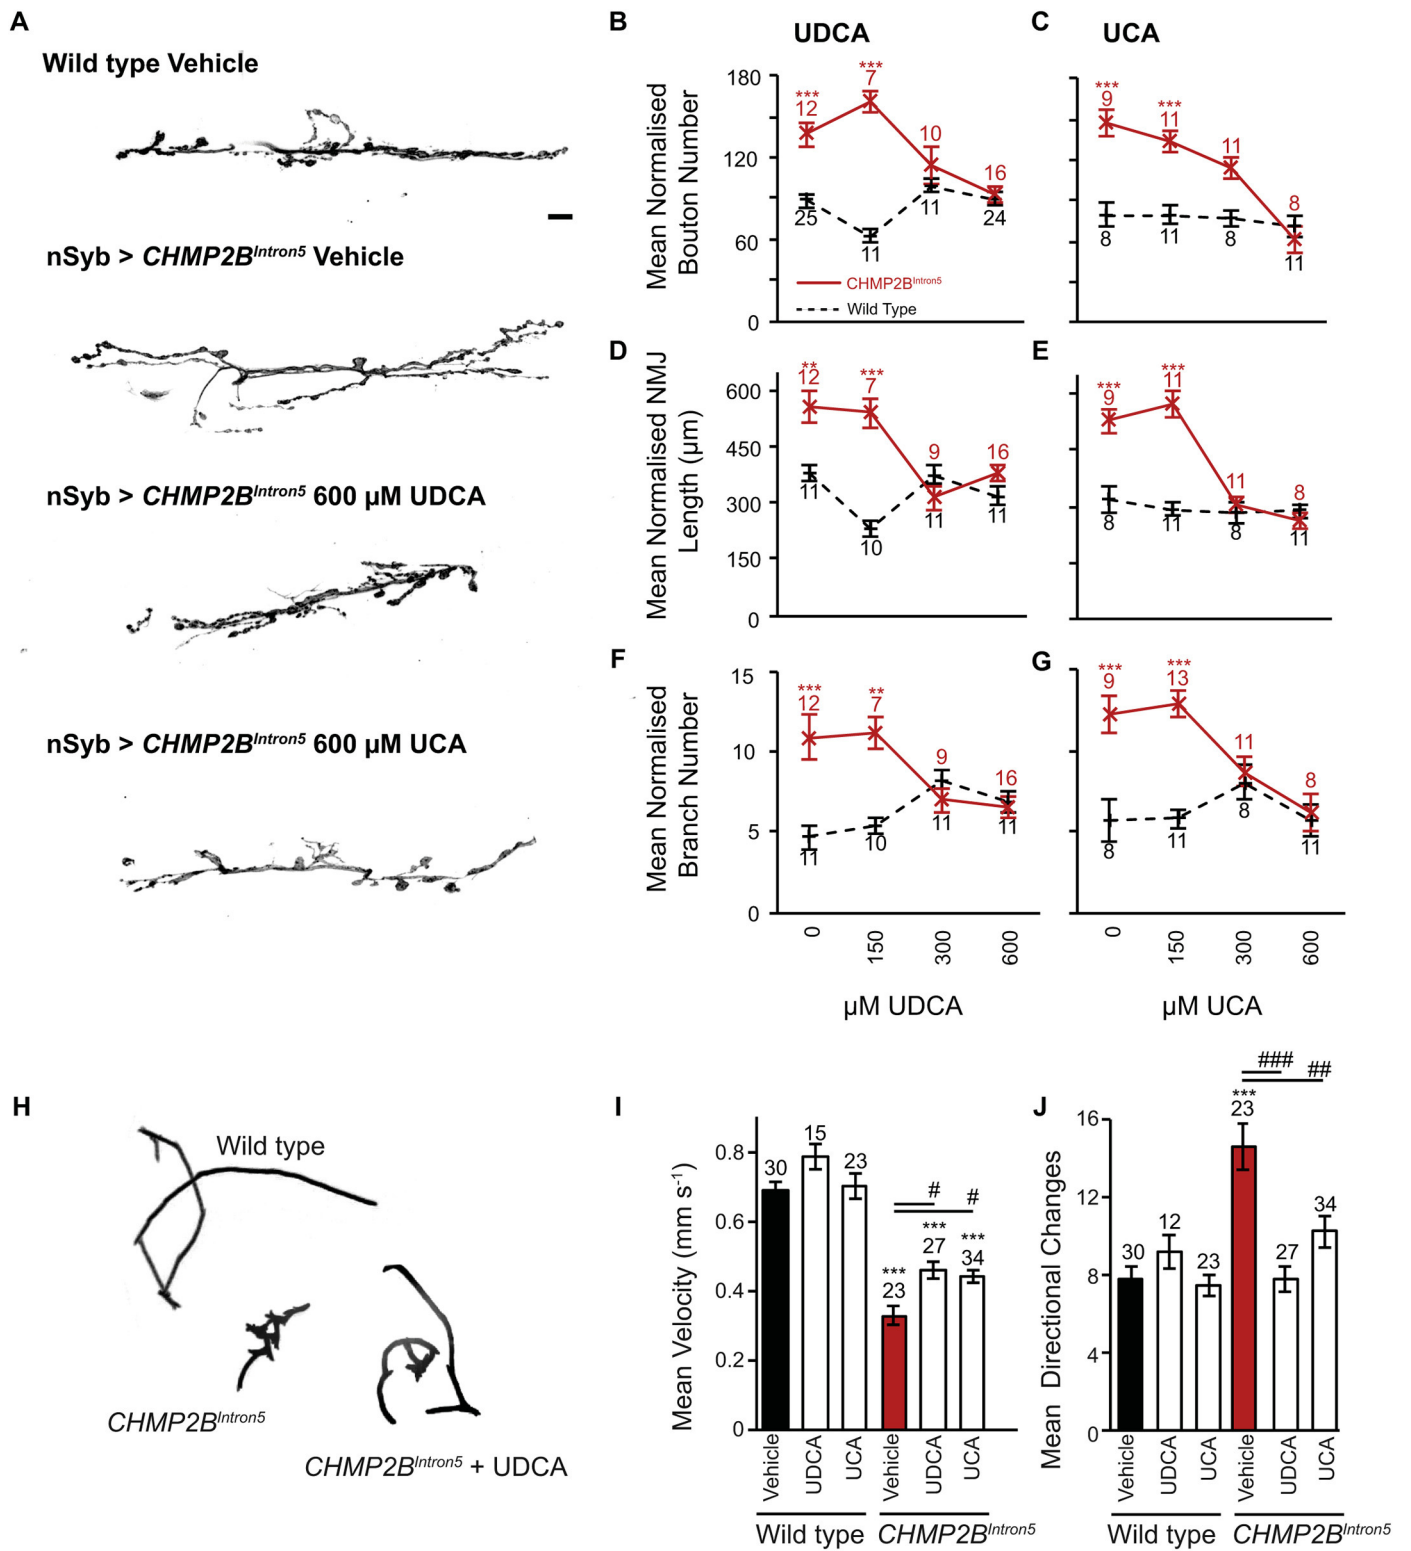 A
Wild type Vehicle
nSyb > CHMP2BIntron5 Vehicle
nSyb > CHMP2BIntron5 600 µM UDCA
nSyb > CHMP2BIntron5 600 µM UCA
B
UDCA
Mean Normalised
Bouton Number
180
120
60
0
***
12
***
7
10
16
25
11
11
24
CHMP2BIntron5
Wild Type
C
UCA
***
9
***
11
11
8
8
11
8
11
D
Mean Normalised NMJ
Length (µm)
600
450
300
150
0
**
12
***
7
9
16
11
10
11
11
E
***
9
***
11
11
8
8
11
8
11
F
Mean Normalised
Branch Number
15
10
5
0
***
12
**
7
9
16
11
10
11
11
0
150
300
600
µM UDCA
G
***
9
***
13
11
8
8
11
8
11
0
150
300
600
µM UCA
H
Wild type
CHMP2BIntron5
CHMP2BIntron5 + UDCA
I
Mean Velocity (mm s-1)
0.8
0.6
0.4
0.2
0
30
15
23
***
23
***
27
***
34
#
#
Vehicle
UDCA
UCA
Vehicle
UDCA
UCA
Wild type
CHMP2BIntron5
J
Mean Directional Changes
16
12
8
4
0
30
12
23
***
23
27
34
###
##
Vehicle
UDCA
UCA
Vehicle
UDCA
UCA
Wild type
CHMP2BIntron5